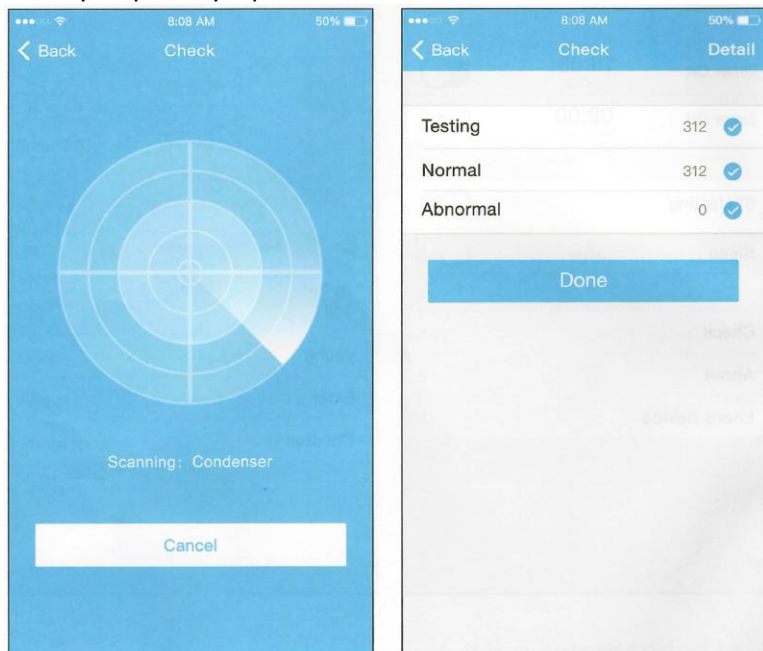 8:08 AM 50%
Back Check
Scanning: Condenser
Cancel
8:08 AM 50%
Back Check Detail
Testing 312
Normal 312
Abnormal 0
Done